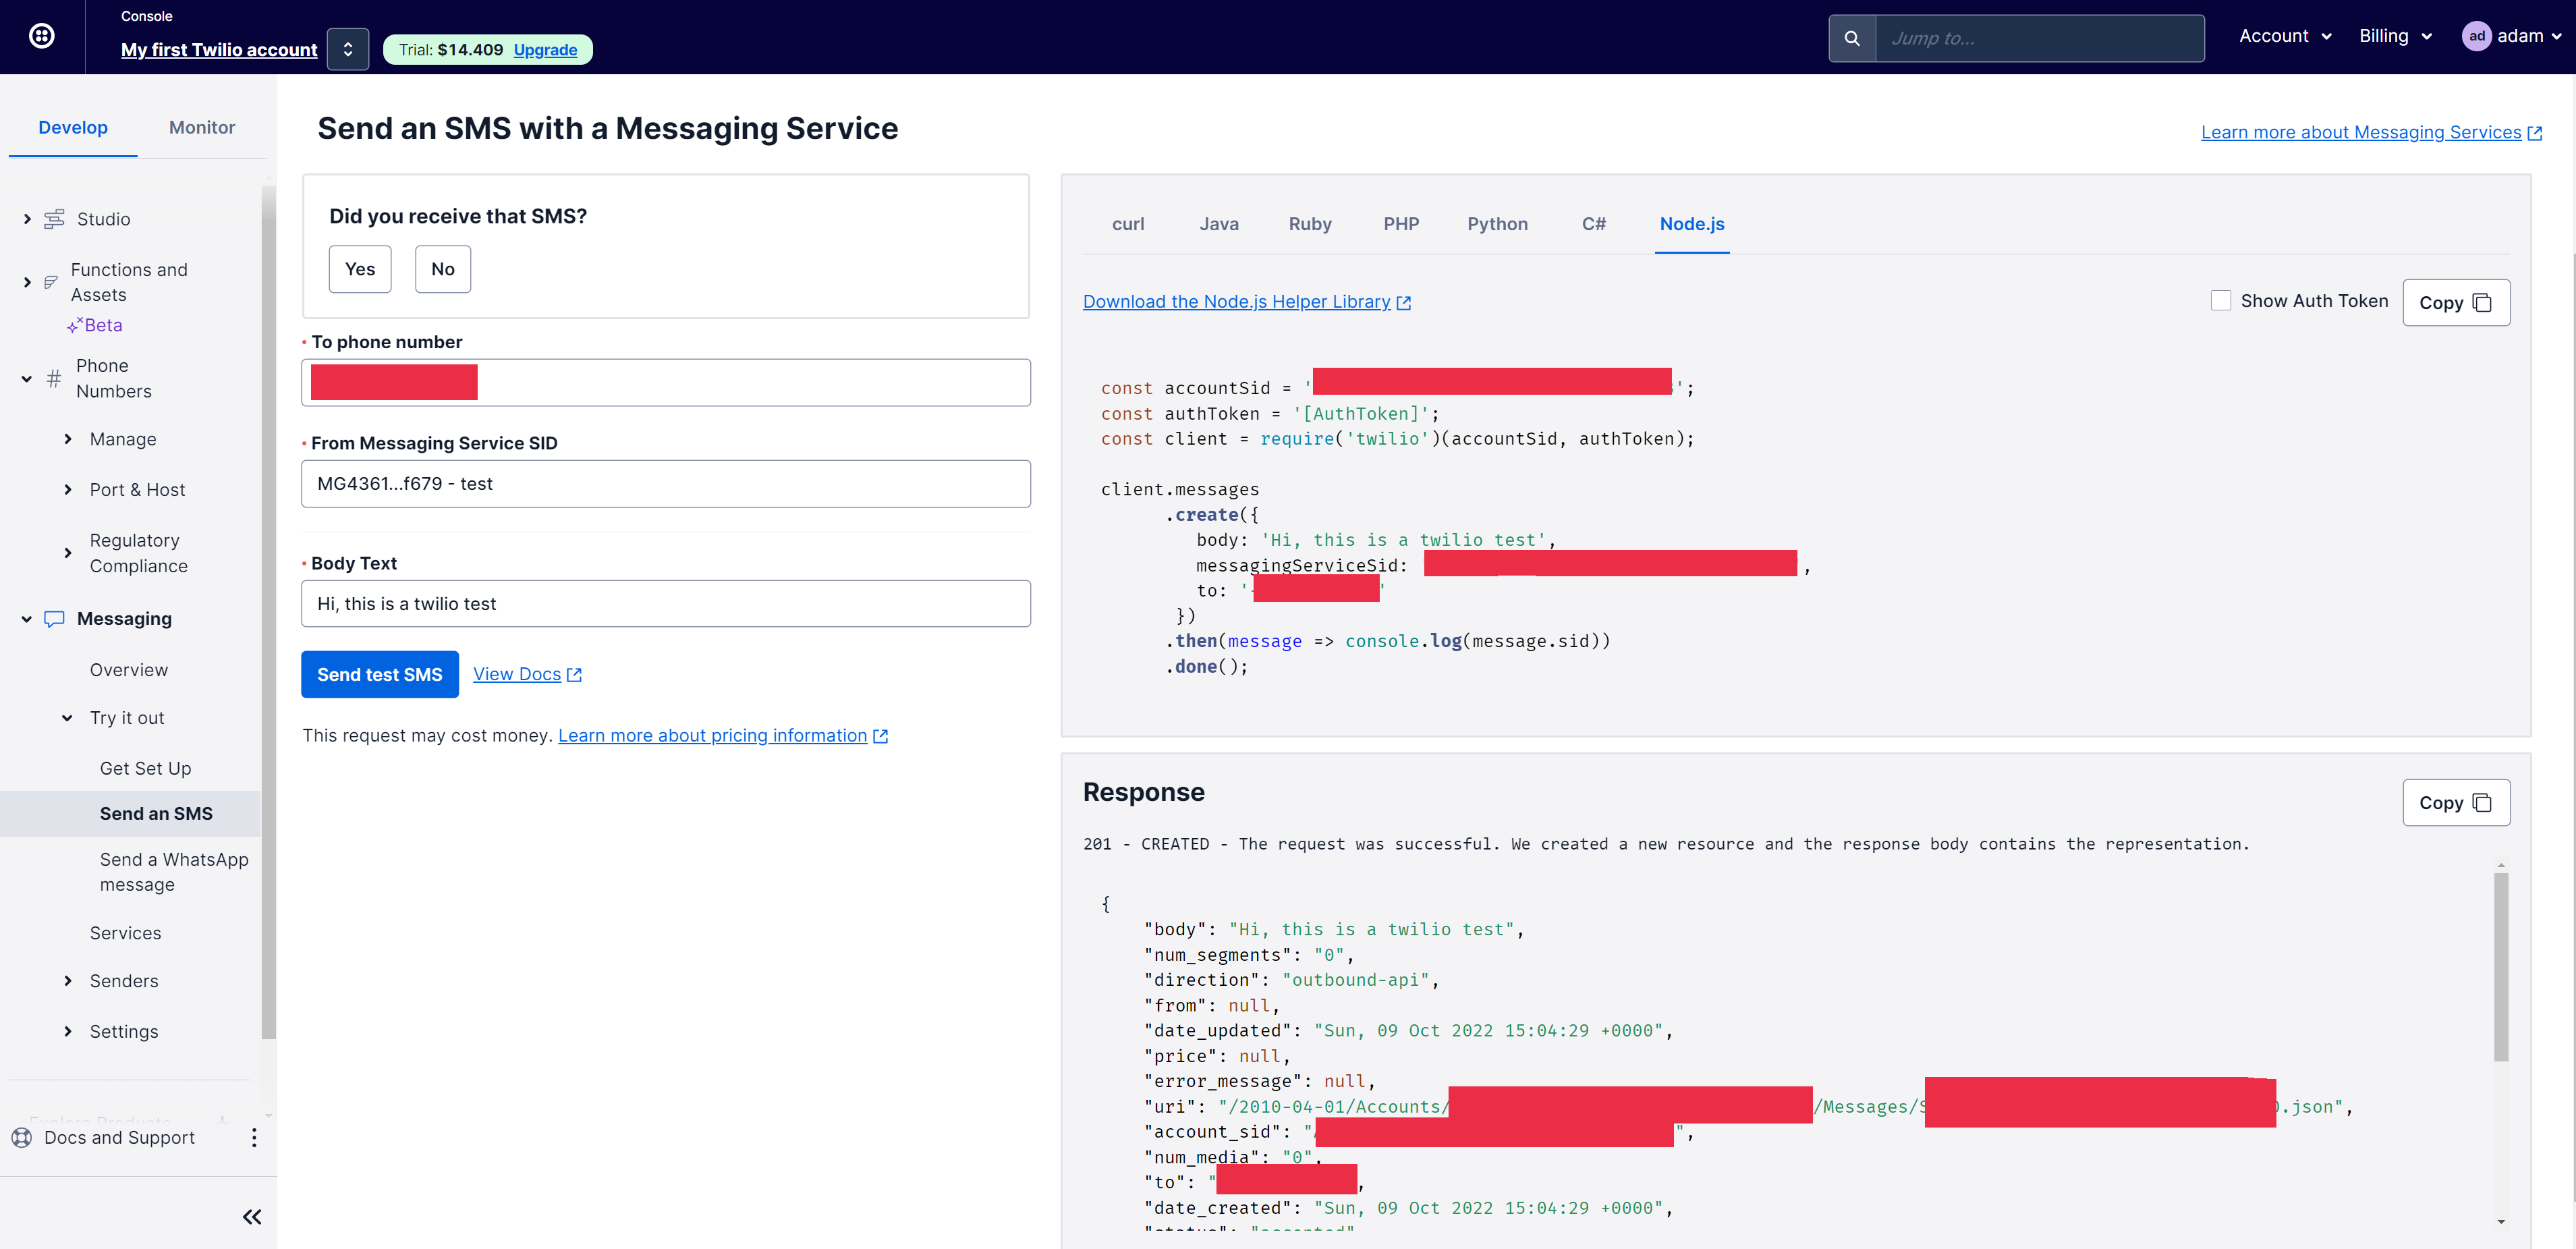 Console
My first Twilio account
Trial: $14.409 Upgrade
Jump to...
Account
Billing
ad adam
Develop
Monitor
Studio
Functions and
Assets
Beta
Phone
Numbers
Manage
Port & Host
Regulatory
Compliance
Messaging
Overview
Try it out
Get Set Up
Send an SMS
Send a WhatsApp
message
Services
Senders
Settings
Explore Products
Docs and Support
Send an SMS with a Messaging Service
Learn more about Messaging Services
Did you receive that SMS?
Yes
No
To phone number
From Messaging Service SID
MG4361...f679 - test
Body Text
Hi, this is a twilio test
Send test SMS
View Docs
This request may cost money. Learn more about pricing information
curl Java Ruby PHP Python C# Node.js
Download the Node.js Helper Library
Show Auth Token
Copy
const accountSid = '';
const authToken = '[AuthToken]';
const client = require('twilio')(accountSid, authToken);
client.messages
.create({
body: 'Hi, this is a twilio test',
messagingServiceSid: ,
to: ''
})
.then(message => console.log(message.sid))
.done();
Response
Copy
201 - CREATED - The request was successful. We created a new resource and the response body contains the representation.
{
"body": "Hi, this is a twilio test",
"num_segments": "0",
"direction": "outbound-api",
"from": null,
"date_updated": "Sun, 09 Oct 2022 15:04:29 +0000",
"price": null,
"error_message": null,
"uri": "/2010-04-01/Accounts/ /Messages/S .json",
"account_sid": "",
"num_media": "0",
"to": " ,
"date_created": "Sun, 09 Oct 2022 15:04:29 +0000",